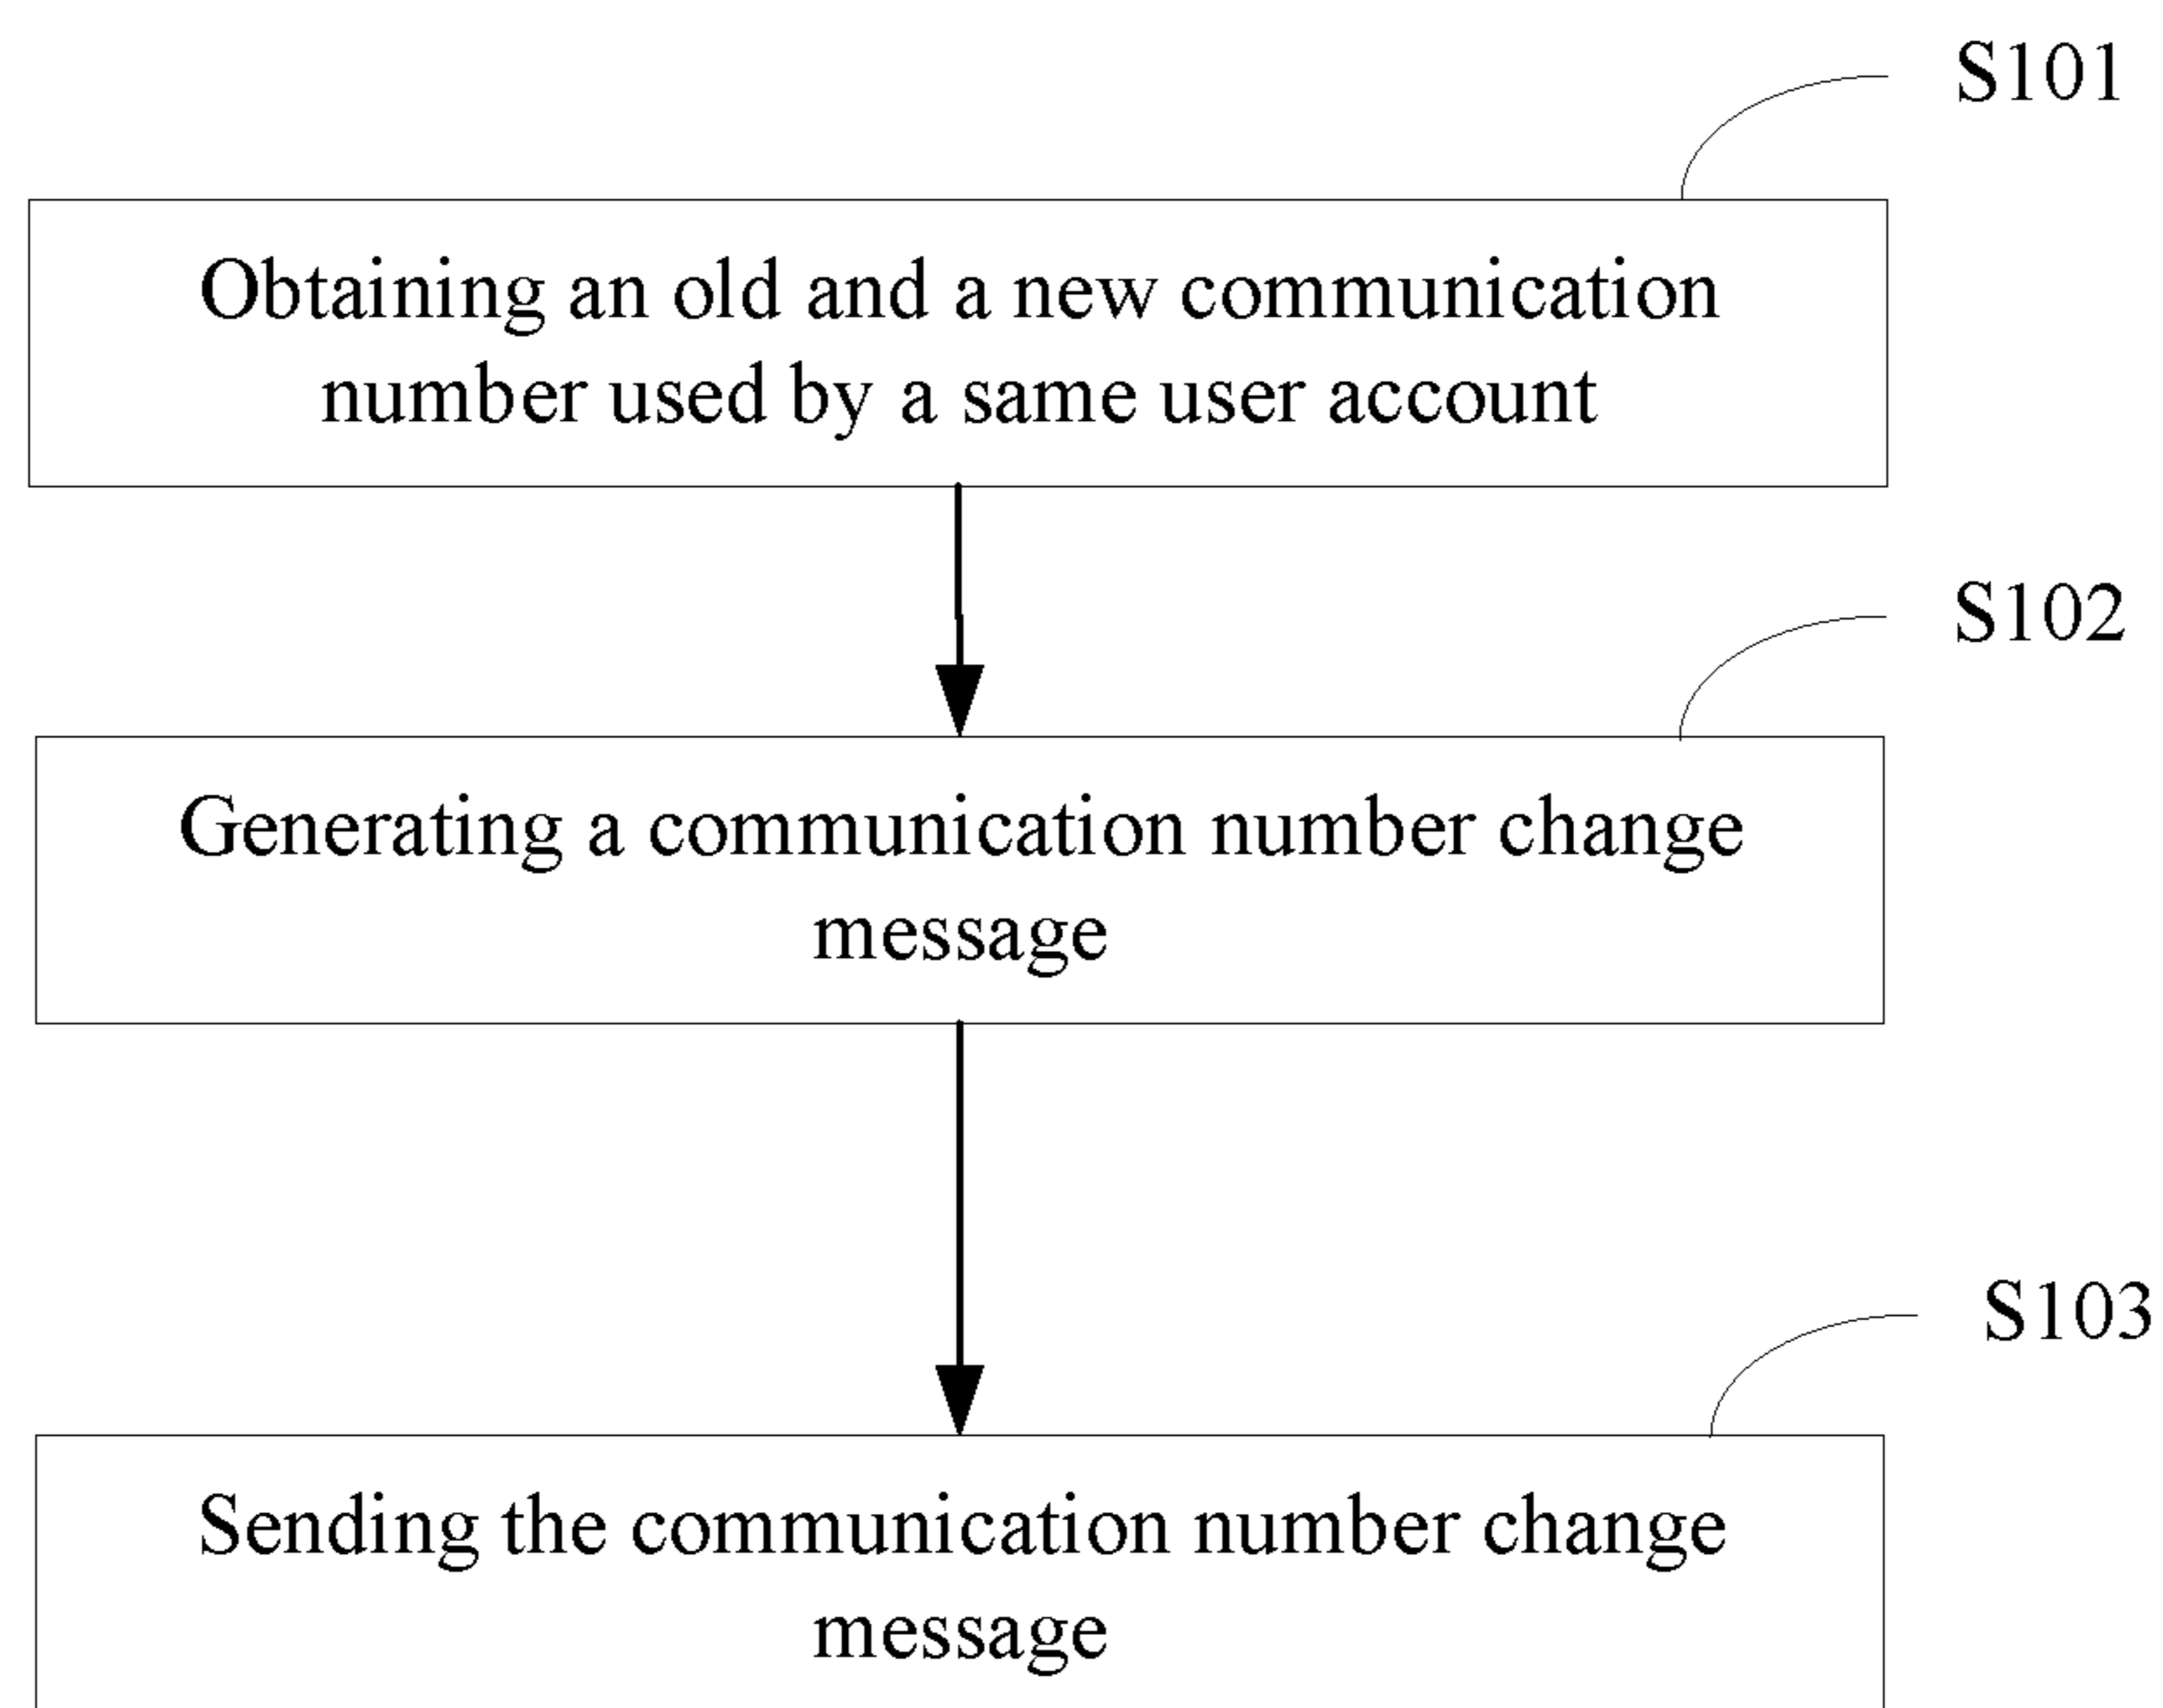 S101
Obtaining an old and a new communication
number used by a same user account
S102
Generating a communication number change
message
S103
Sending the communication number change
message